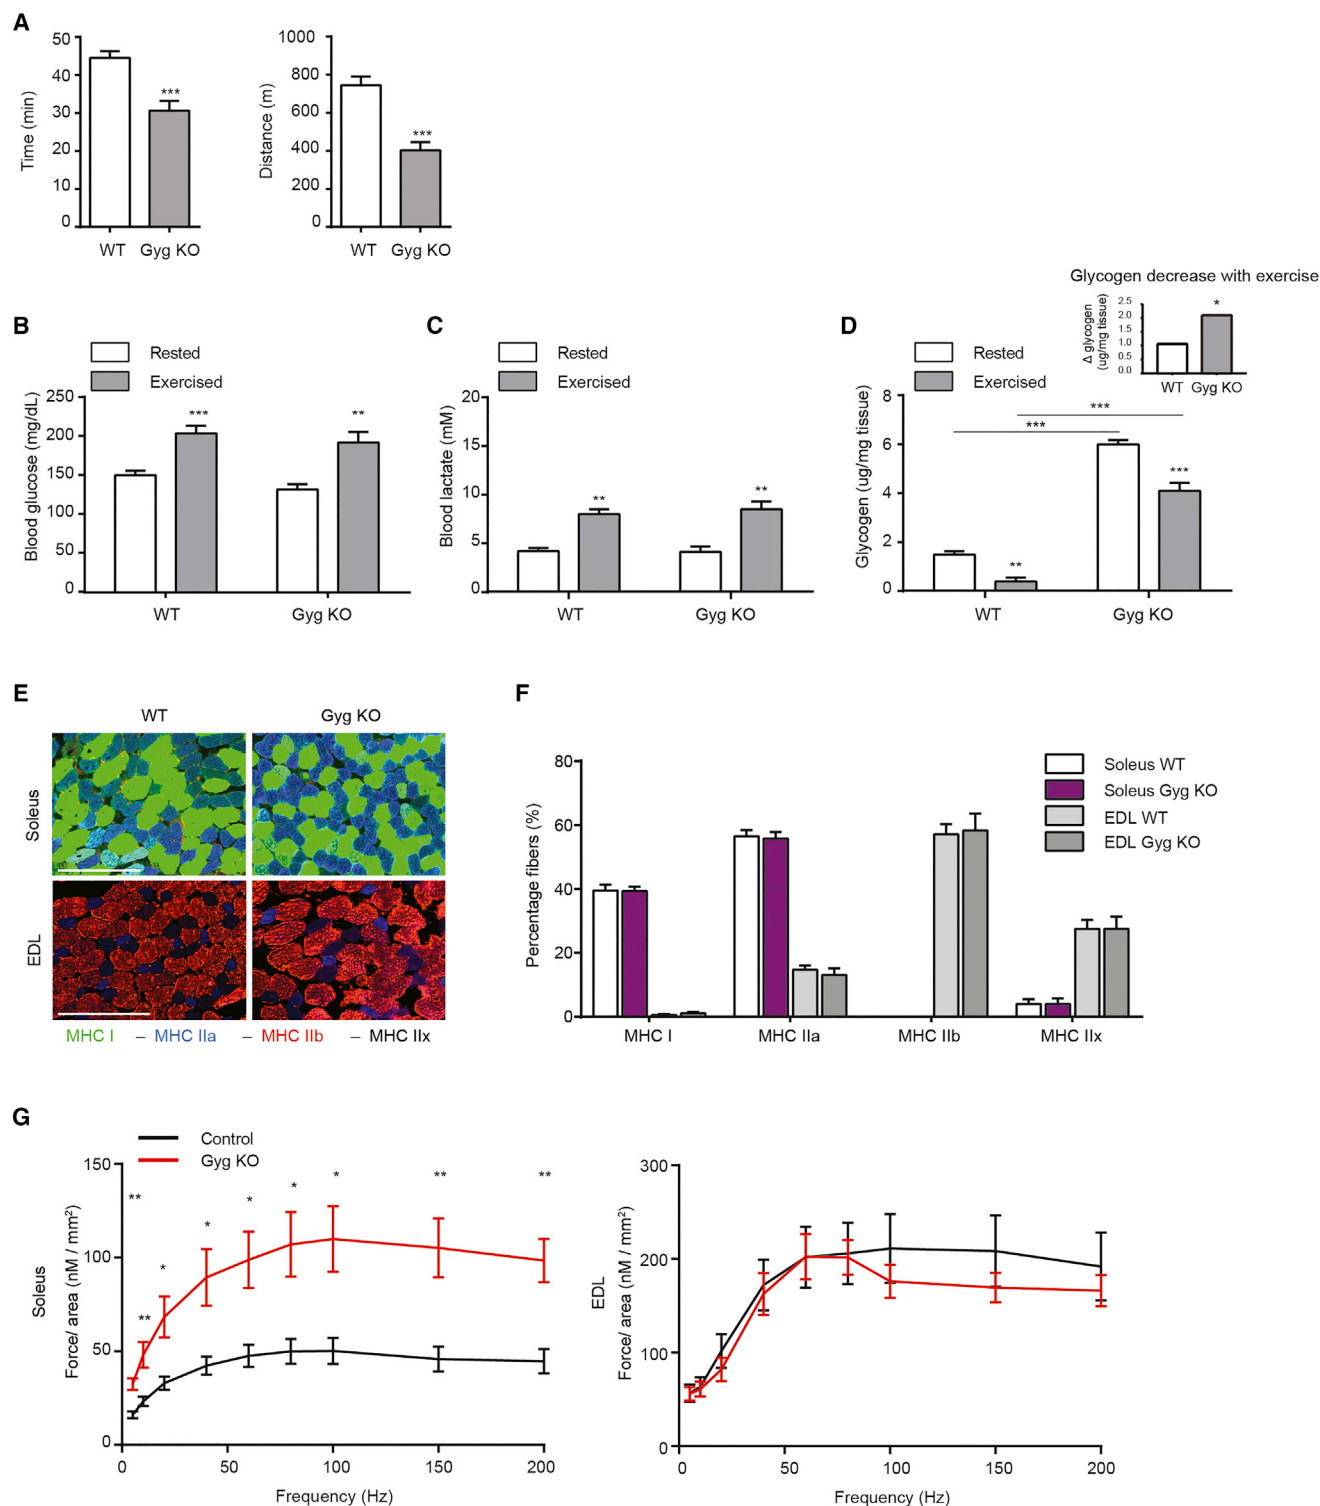 A
50
40
30
20
10
0
Time (min)
***
WT Gyg KO
1000
800
600
400
200
0
Distance (m)
***
WT Gyg KO
B
Rested
Exercised
250
200
150
100
50
0
Blood glucose (mg/dL)
*** **
WT Gyg KO
C
Rested
Exercised
20
15
10
5
0
Blood lactate (mM)
** **
WT Gyg KO
D
Rested
Exercised
8
6
4
2
0
Glycogen (ug/mg tissue)
***
***
***
**
WT Gyg KO
Glycogen decrease with exercise
2.5
2.0
1.5
1.0
0.5
0.0
Δ glycogen
(ug/mg tissue)
*
WT Gyg KO
E
WT Gyg KO
Soleus
EDL
MHC I – MHC IIa – MHC IIb – MHC IIx
F
80
60
40
20
0
Percentage fibers (%)
Soleus WT
Soleus Gyg KO
EDL WT
EDL Gyg KO
MHC I MHC IIa MHC IIb MHC IIx
G
Control
Gyg KO
Soleus
Force/ area (nM / mm²)
150
100
50
0
** ** * * * * * ** **
0 50 100 150 200
Frequency (Hz)
EDL
Force/ area (nM / mm²)
300
200
100
0
0 50 100 150 200
Frequency (Hz)